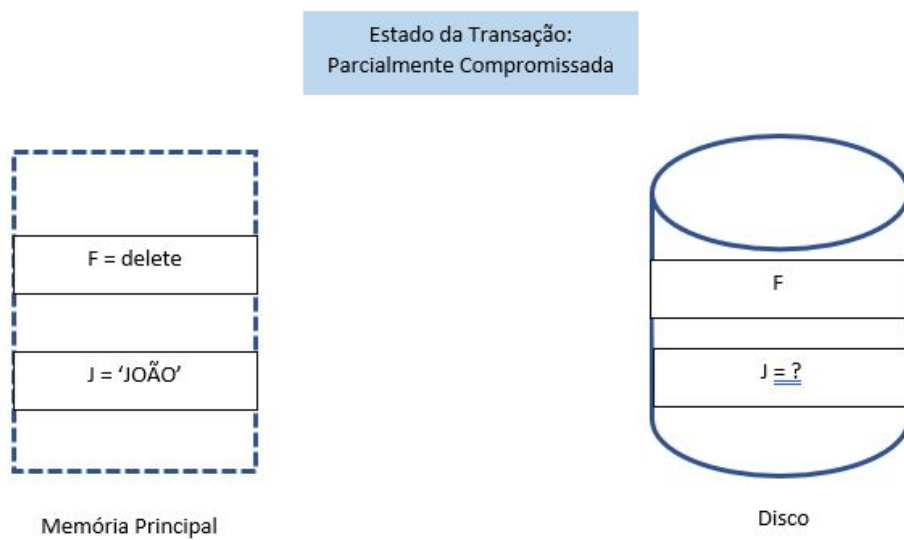 Estado da Transação:
Parcialmente Compromissada
F = delete
F
J = ‘JOÃO’
J = ?
Memória Principal
Disco